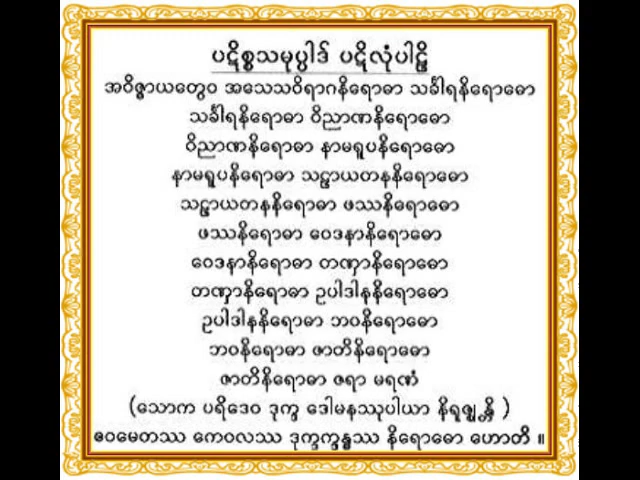 ပဋိစ္စသမုပ္ပါဒ် ပဋိလုံပါဠိ
အဝိဇ္ဇာယတွေဝ အသေသဝိရာဂနိရောဓာ သင်္ခါရနိရောဓော
သင်္ခါရနိရောဓာ ဝိညာဏနိရောဓော
ဝိညာဏနိရောဓာ နာမရူပနိရောဓော
နာမရူပနိရောဓာ သဠာယတနနိရောဓော
သဠာယတနနိရောဓာ ဖဿနိရောဓော
ဖဿနိရောဓာ ဝေဒနာနိရောဓော
ဝေဒနာနိရောဓာ တဏှာနိရောဓော
တဏှာနိရောဓာ ဥပါဒါနနိရောဓော
ဥပါဒါနနိရောဓာ ဘဝနိရောဓော
ဘဝနိရောဓာ ဇာတိနိရောဓော
ဇာတိနိရောဓာ ဇရာ မရဏံ
(သောက ပရိဒေဝ ဒုက္ခ ဒေါမနဿုပါယာ နိရုဇ္ဈန္တိ )
ဧဝမေတဿ ကေဝလဿ ဒုက္ခက္ခန္ဓဿ နိရောဓော ဟောတိ ။